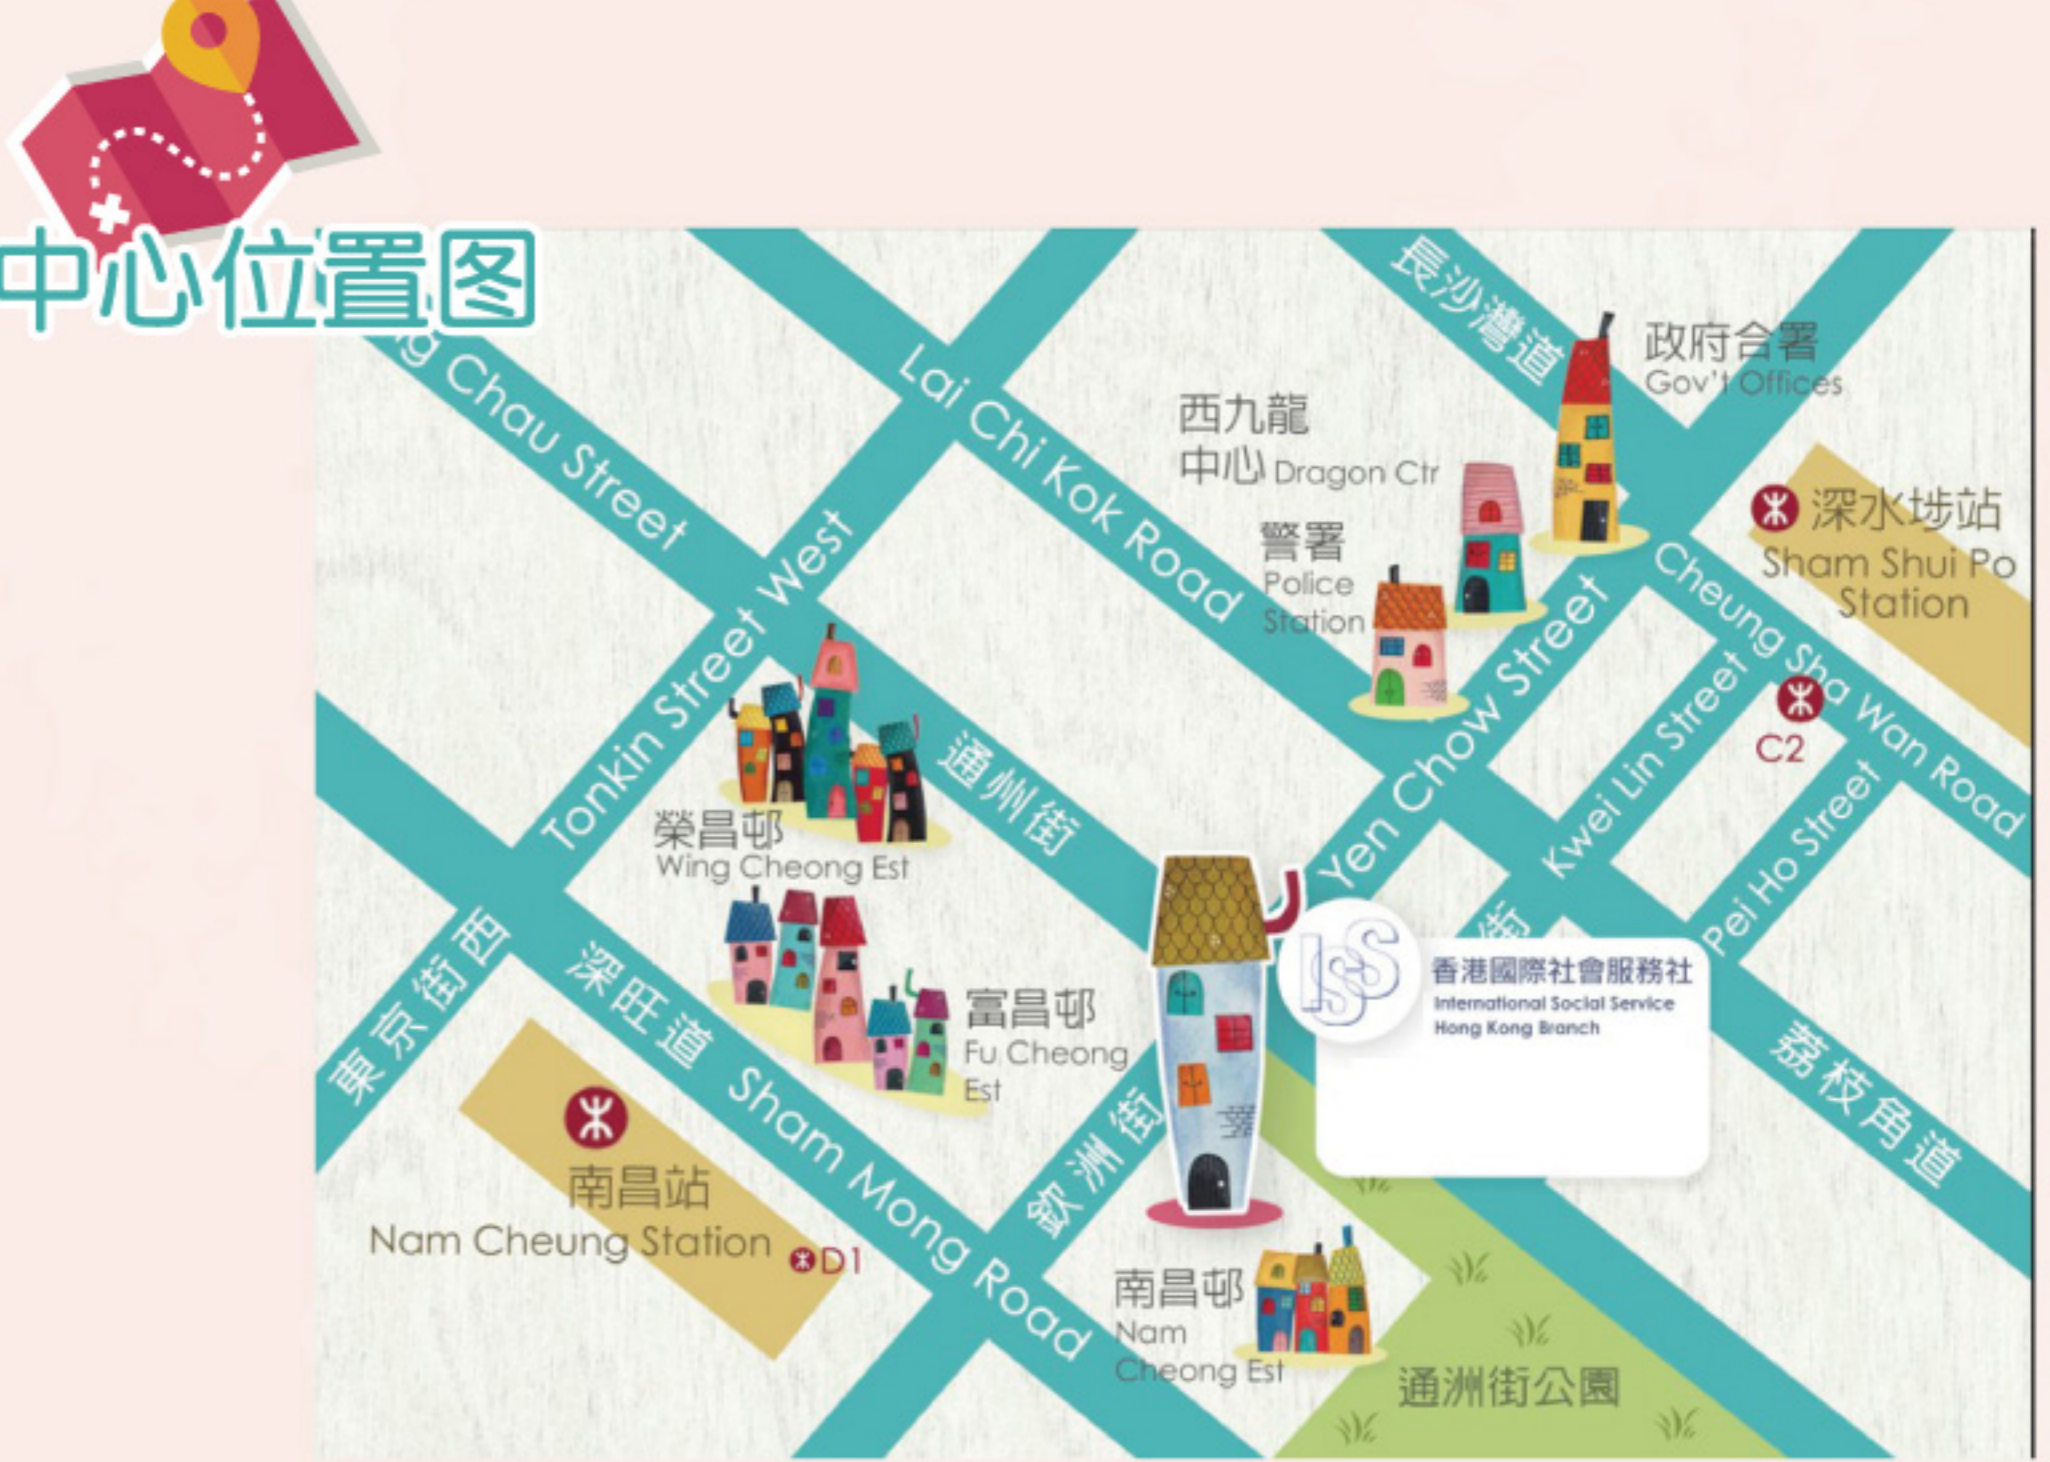 中心位置图
g Chau Street
Lai Chi Kok Road
長沙灣道
政府合署
Gov't Offices
西九龍
中心 Dragon Ctr
警署
Police
Station
深水埗站
Sham Shui Po
Station
Cheung Sha Wan Road
C2
Tonkin Street West
Yen Chow Street
Kwei Lin Street
Pei Ho Street
通州街
榮昌邨
Wing Cheong Est
街
ISS
香港國際社會服務社
International Social Service
Hong Kong Branch
東京街西
深旺道 Sham Mong Road
富昌邨
Fu Cheong
Est
欽洲街
荔枝角道
南昌站
Nam Cheung Station
D1
南昌邨
Nam
Cheong Est
通洲街公園